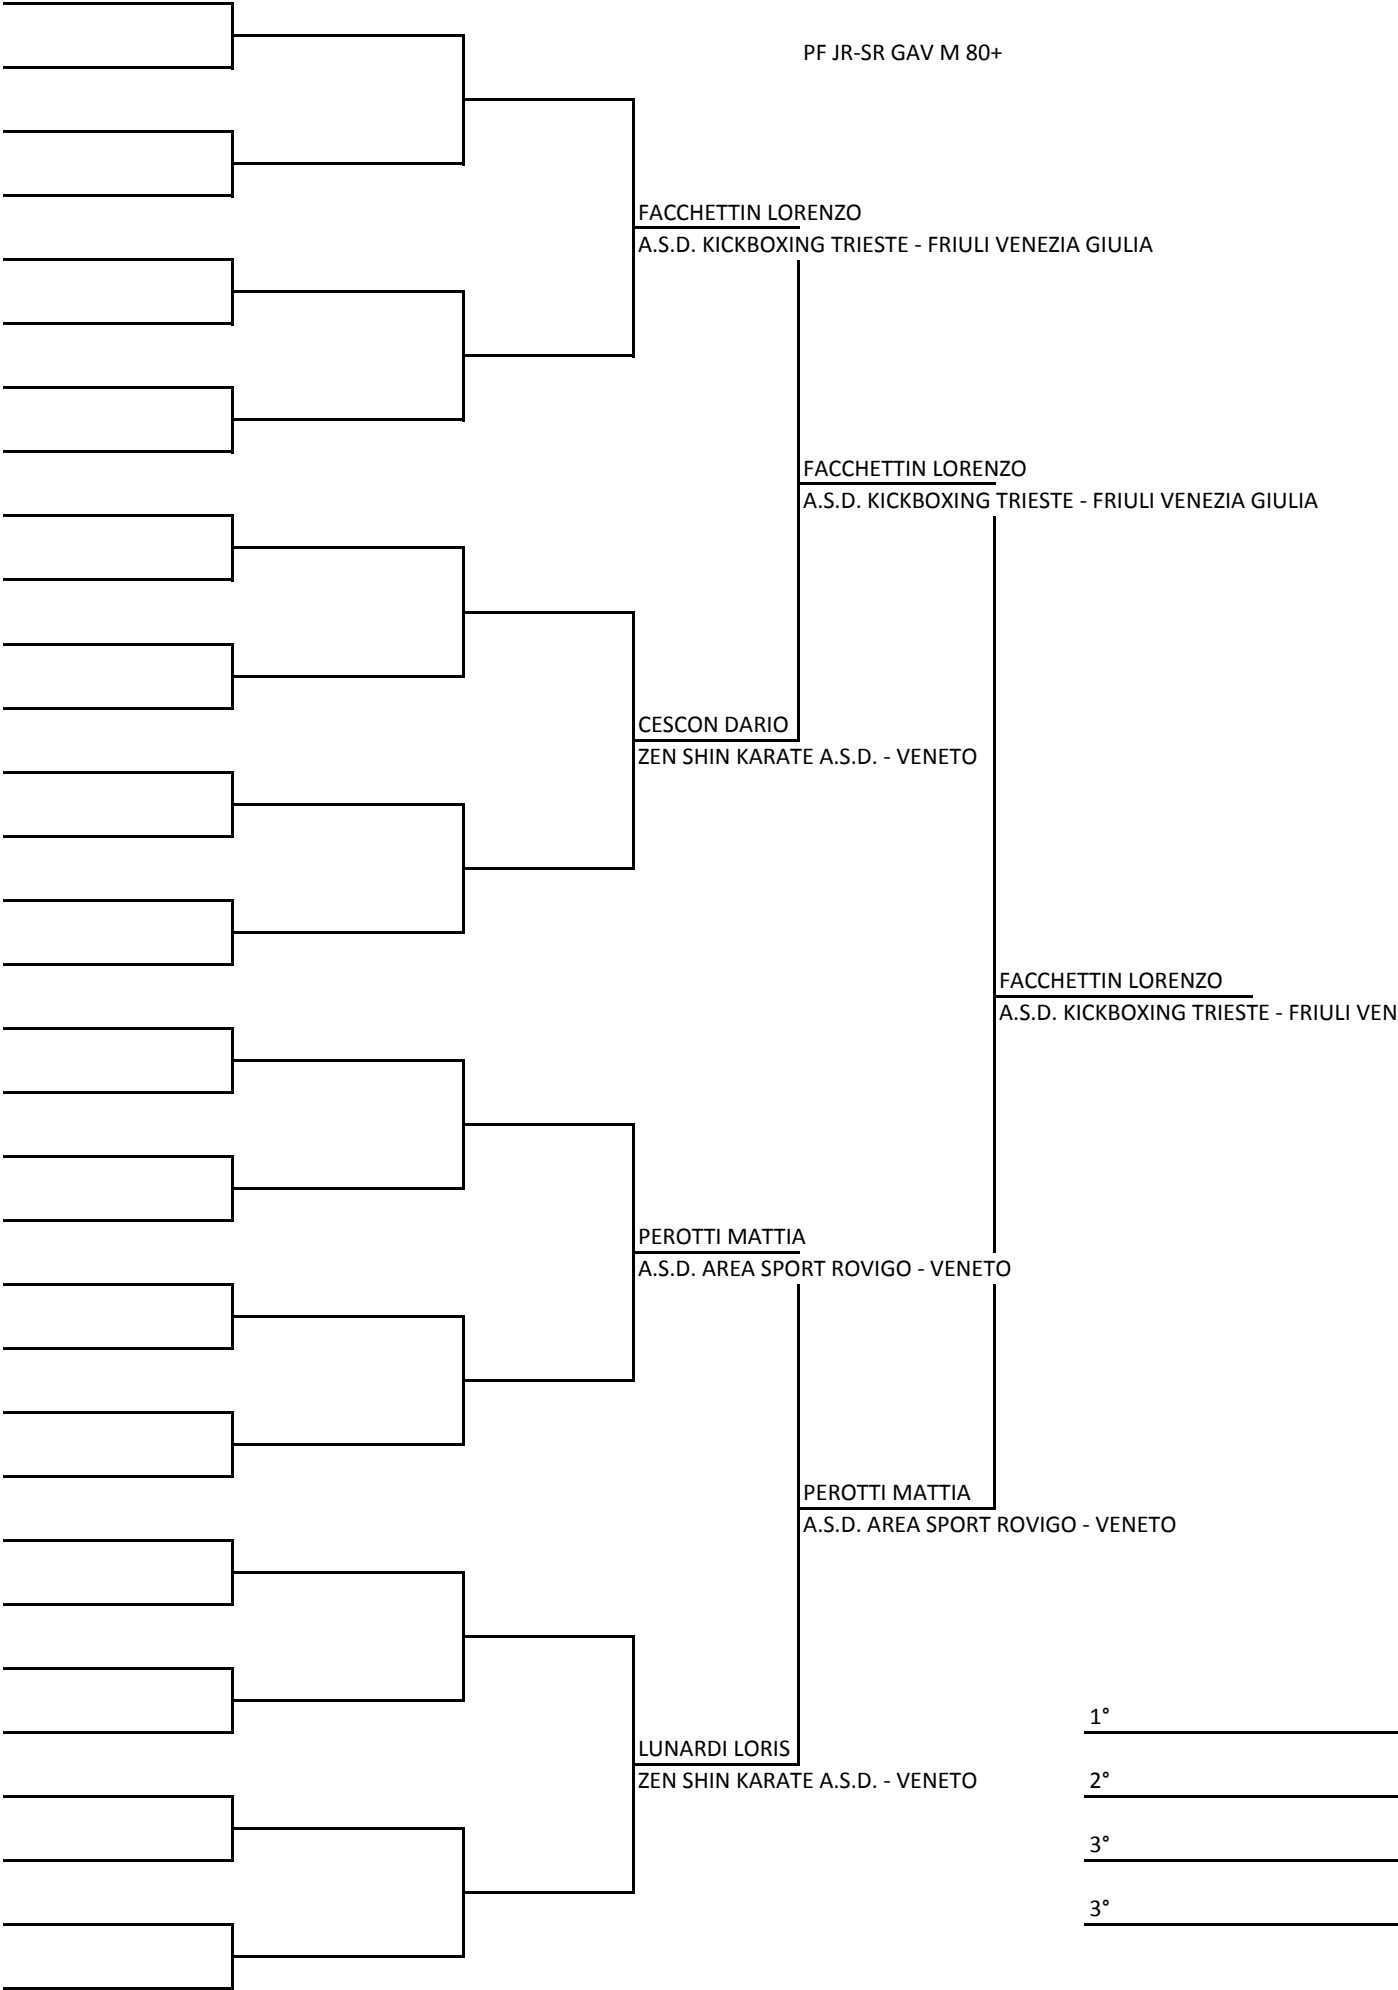 PF JR-SR GAV M 80+
FACCHETTIN LORENZO
A.S.D. KICKBOXING TRIESTE - FRIULI VENEZIA GIULIA
FACCHETTIN LORENZO
A.S.D. KICKBOXING TRIESTE - FRIULI VENEZIA GIULIA
CESCON DARIO
ZEN SHIN KARATE A.S.D. - VENETO
FACCHETTIN LORENZO
A.S.D. KICKBOXING TRIESTE - FRIULI VEN
PEROTTI MATTIA
A.S.D. AREA SPORT ROVIGO - VENETO
PEROTTI MATTIA
A.S.D. AREA SPORT ROVIGO - VENETO
LUNARDI LORIS
ZEN SHIN KARATE A.S.D. - VENETO
1°
2°
3°
3°